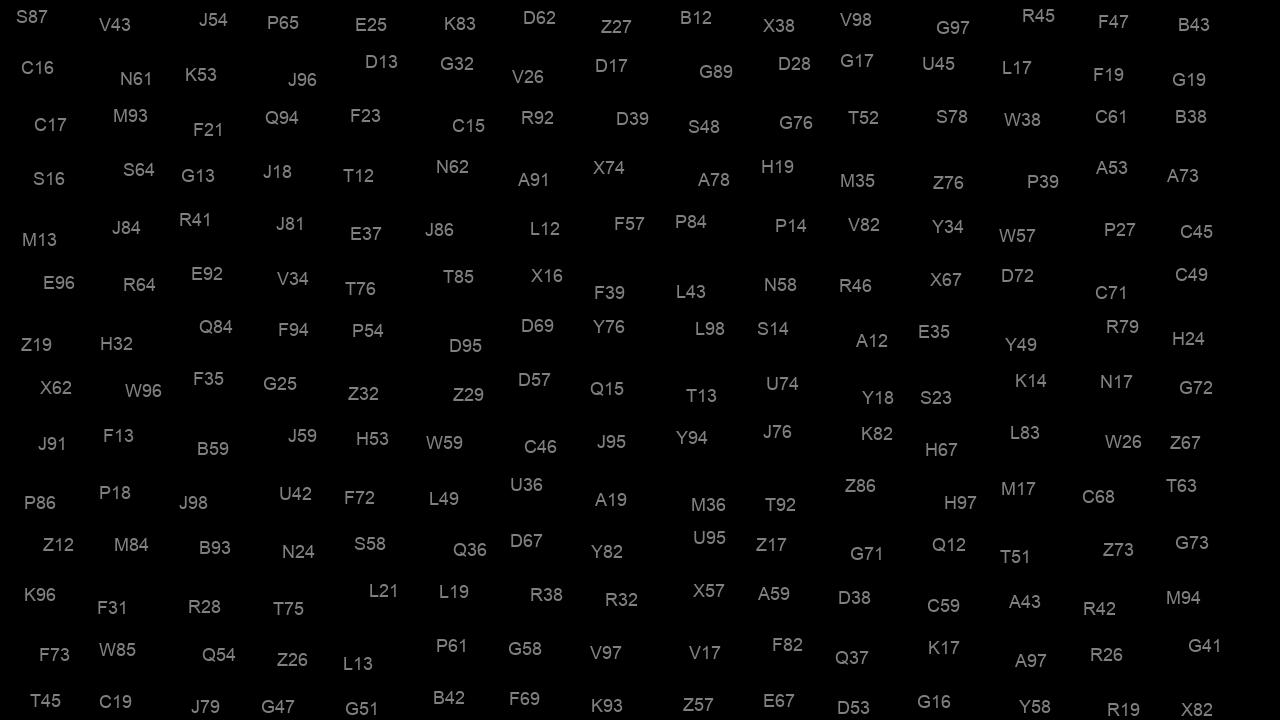 S87 V43 J54 P65 E25 K83 D62 Z27 B12 X38 V98 G97 R45 F47 B43
C16 N61 K53 J96 D13 G32 V26 D17 G89 D28 G17 U45 L17 F19 G19
C17 M93 F21 Q94 F23 C15 R92 D39 S48 G76 T52 S78 W38 C61 B38
S16 S64 G13 J18 T12 N62 A91 X74 A78 H19 M35 Z76 P39 A53 A73
M13 J84 R41 J81 E37 J86 L12 F57 P84 P14 V82 Y34 W57 P27 C45
E96 R64 E92 V34 T76 T85 X16 F39 L43 N58 R46 X67 D72 C71 C49
Z19 H32 Q84 F94 P54 D95 D69 Y76 L98 S14 A12 E35 Y49 R79 H24
X62 W96 F35 G25 Z32 Z29 D57 Q15 T13 U74 Y18 S23 K14 N17 G72
J91 F13 B59 J59 H53 W59 C46 J95 Y94 J76 K82 H67 L83 W26 Z67
P86 P18 J98 U42 F72 L49 U36 A19 M36 T92 Z86 H97 M17 C68 T63
Z12 M84 B93 N24 S58 Q36 D67 Y82 U95 Z17 G71 Q12 T51 Z73 G73
K96 F31 R28 T75 L21 L19 R38 R32 X57 A59 D38 C59 A43 R42 M94
F73 W85 Q54 Z26 L13 P61 G58 V97 V17 F82 Q37 K17 A97 R26 G41
T45 C19 J79 G47 G51 B42 F69 K93 Z57 E67 D53 G16 Y58 R19 X82